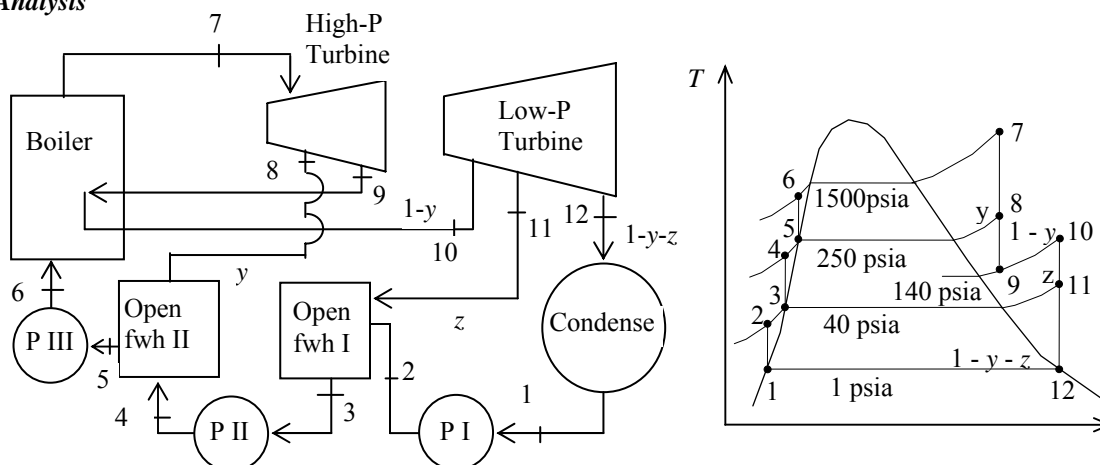 Analysis
7
High-P
Turbine
Boiler
Low-P
Turbine
8
9
1-y
10
11
12
1-y-z
y
z
6
P III
Open
fwh II
5
4
P II
Open
fwh I
3
2
P I
1
Condense
T
7
6
1500psia
y
8
5
1 - y
10
4
250 psia
9
140 psia
z
11
3
2
40 psia
1 - y - z
1
1 psia
12